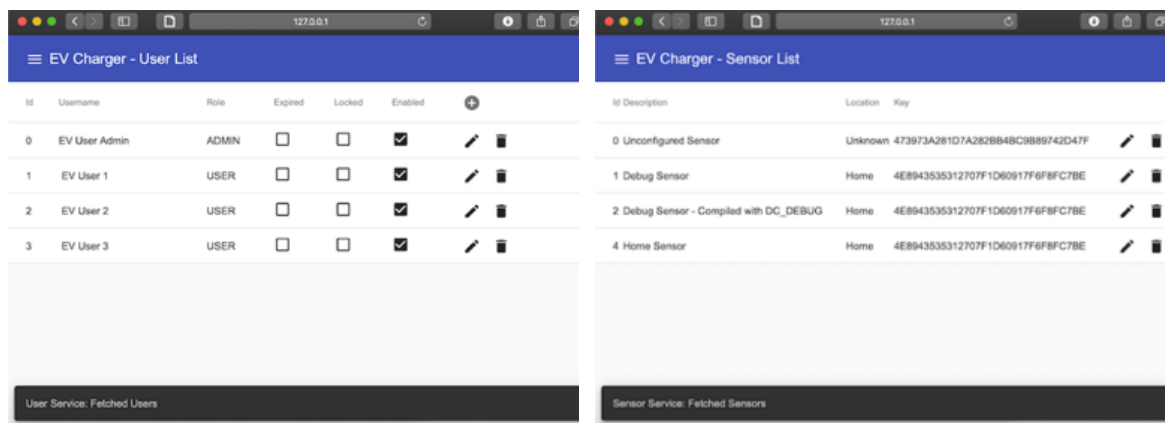 127.0.0.1
EV Charger - User List
Id Username Role Expired Locked Enabled
0 EV User Admin ADMIN
1 EV User 1 USER
2 EV User 2 USER
3 EV User 3 USER
User Service: Fetched Users
127.0.0.1
EV Charger - Sensor List
Id Description Location Key
0 Unconfigured Sensor Unknown 473973A281D7A282BB4BC9B89742D47F
1 Debug Sensor Home 4E8943535312707F1D60917F6F8FC7BE
2 Debug Sensor - Compiled with DC_DEBUG Home 4E8943535312707F1D60917F6F8FC7BE
4 Home Sensor Home 4E8943535312707F1D60917F6F8FC7BE
Sensor Service: Fetched Sensors